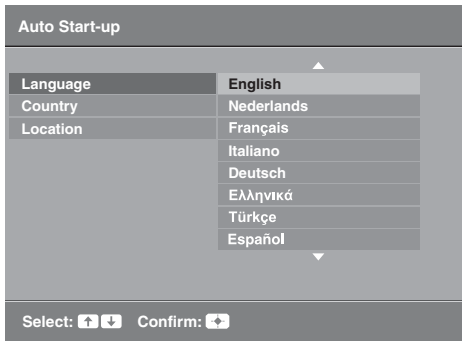 Auto Start-up
Language
Country
Location
English
Nederlands
Français
Italiano
Deutsch
Ελληνικά
Türkçe
Español
Select: Confirm: